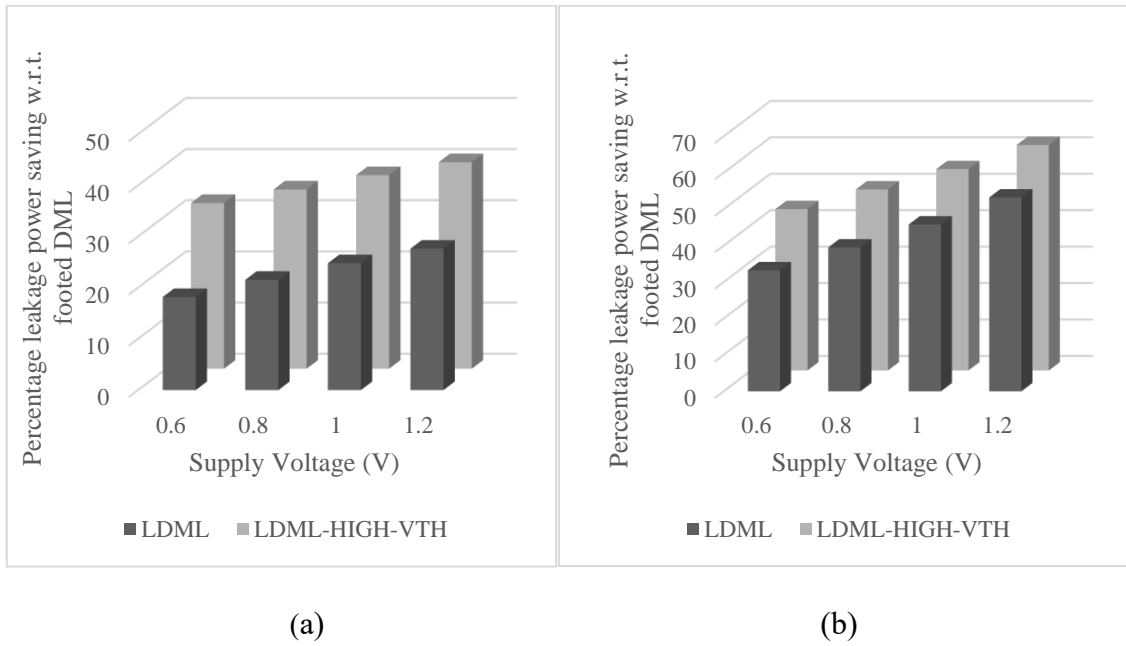 Percentage leakage power saving w.r.t.
footed DML
50
40
30
20
10
0
0.6 0.8 1 1.2
Supply Voltage (V)
LDML LDML-HIGH-VTH
(a)
Percentage leakage power saving w.r.t.
footed DML
70
60
50
40
30
20
10
0
0.6 0.8 1 1.2
Supply Voltage (V)
LDML LDML-HIGH-VTH
(b)